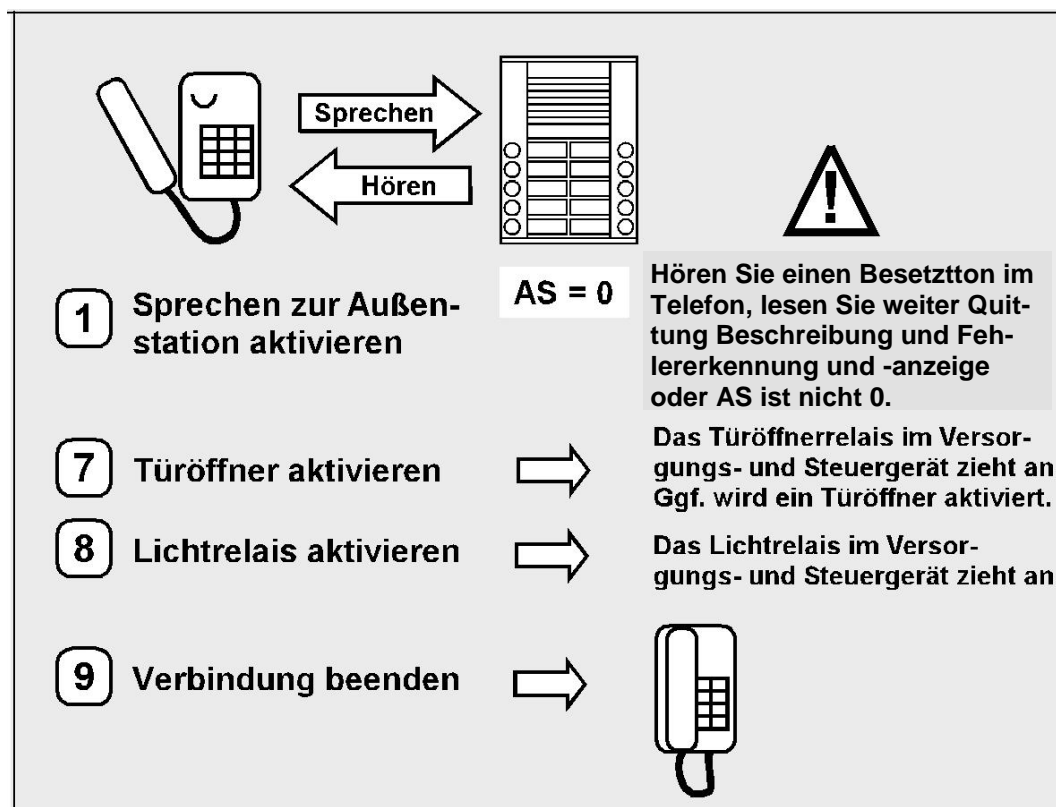 Sprechen
Hören
!
AS = 0
1
Sprechen zur Außen-
station aktivieren
Hören Sie einen Besetztton im
Telefon, lesen Sie weiter Quit-
tung Beschreibung und Feh-
lererkennung und -anzeige
oder AS ist nicht 0.
7
Türöffner aktivieren
Das Türöffnerrelais im Versor-
gungs- und Steuergerät zieht an
Ggf. wird ein Türöffner aktiviert.
8
Lichtrelais aktivieren
Das Lichtrelais im Versor-
gungs- und Steuergerät zieht an
9
Verbindung beenden